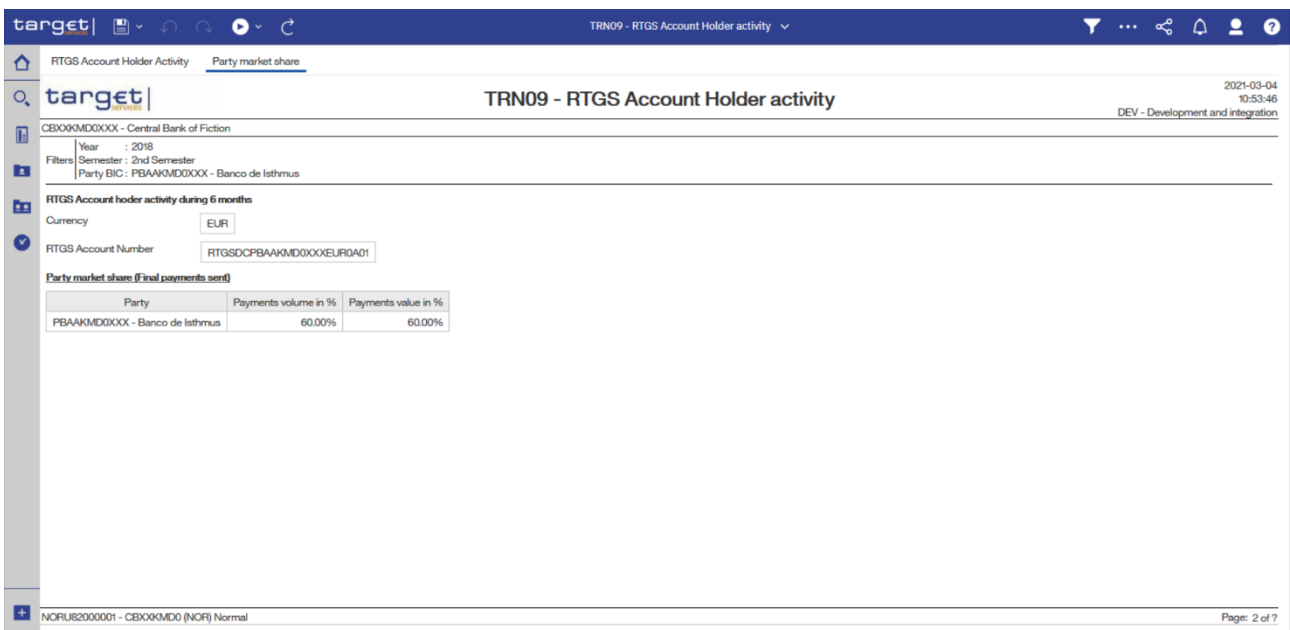 target| services TRN09 - RTGS Account Holder activity ?
RTGS Account Holder Activity Party market share
target| services TRN09 - RTGS Account Holder activity
2021-03-04
10:53:46
DEV - Development and integration
CBXXKMD0XXX - Central Bank of Fiction
Filters
Year : 2018
Semester : 2nd Semester
Party BIC : PBAAKMD0XXX - Banco de Isthmus
RTGS Account hoder activity during 6 months
Currency EUR
RTGS Account Number RTGSDCPBAAKMD0XXXEUR0A01
Party market share (Final payments sent)
Party Payments volume in % Payments value in %
PBAAKMD0XXX - Banco de Isthmus 60.00% 60.00%
NORU82000001 - CBXXKMD0 (NOR) Normal Page: 2 of ?